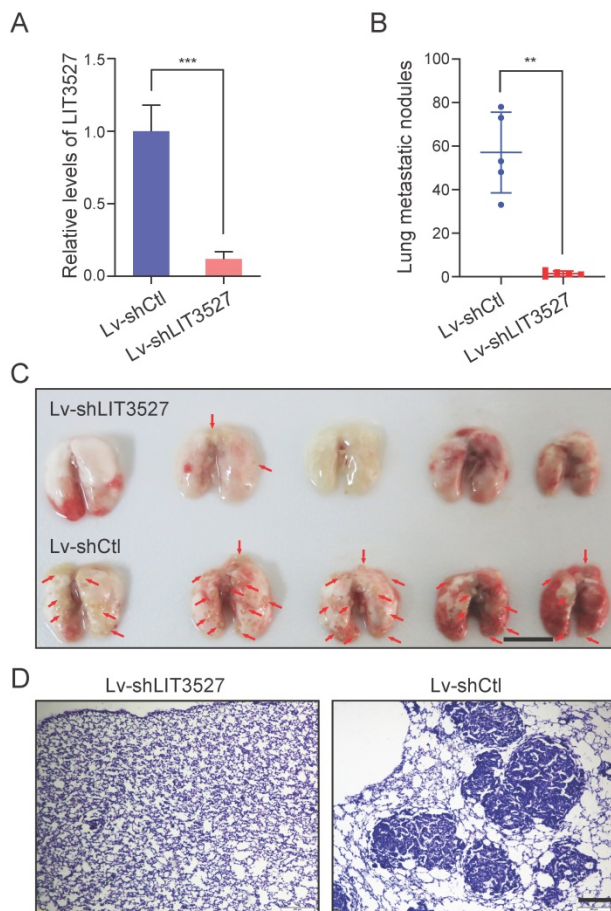 A
Relative levels of LIT3527
1.5
1.0
0.5
0.0
***
Lv-shCtl
Lv-shLIT3527
B
Lung metastatic nodules
100
80
60
40
20
0
**
Lv-shCtl
Lv-shLIT3527
C
Lv-shLIT3527
Lv-shCtl
D
Lv-shLIT3527
Lv-shCtl